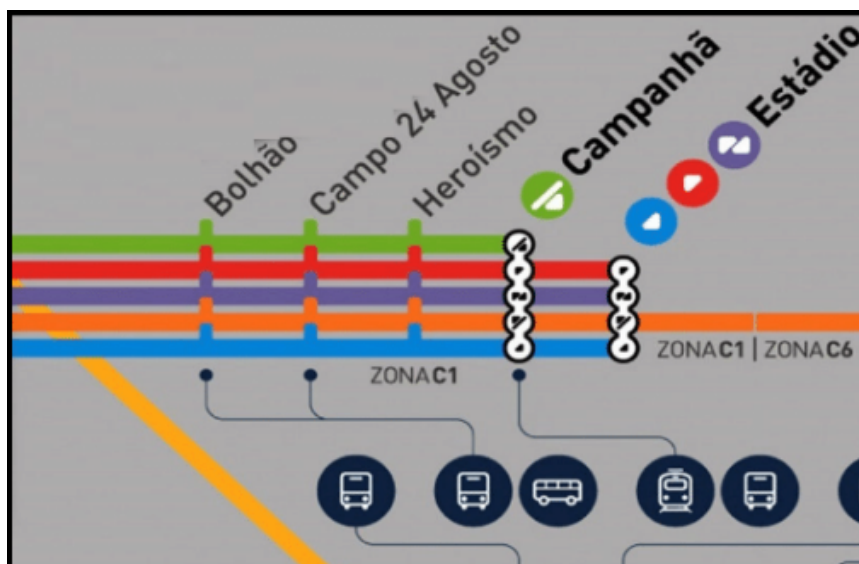 Bolhão
Campo 24 Agosto
Heroísmo
Campanhã
Estádio
ZONA C1
ZONA C1 | ZONA C6